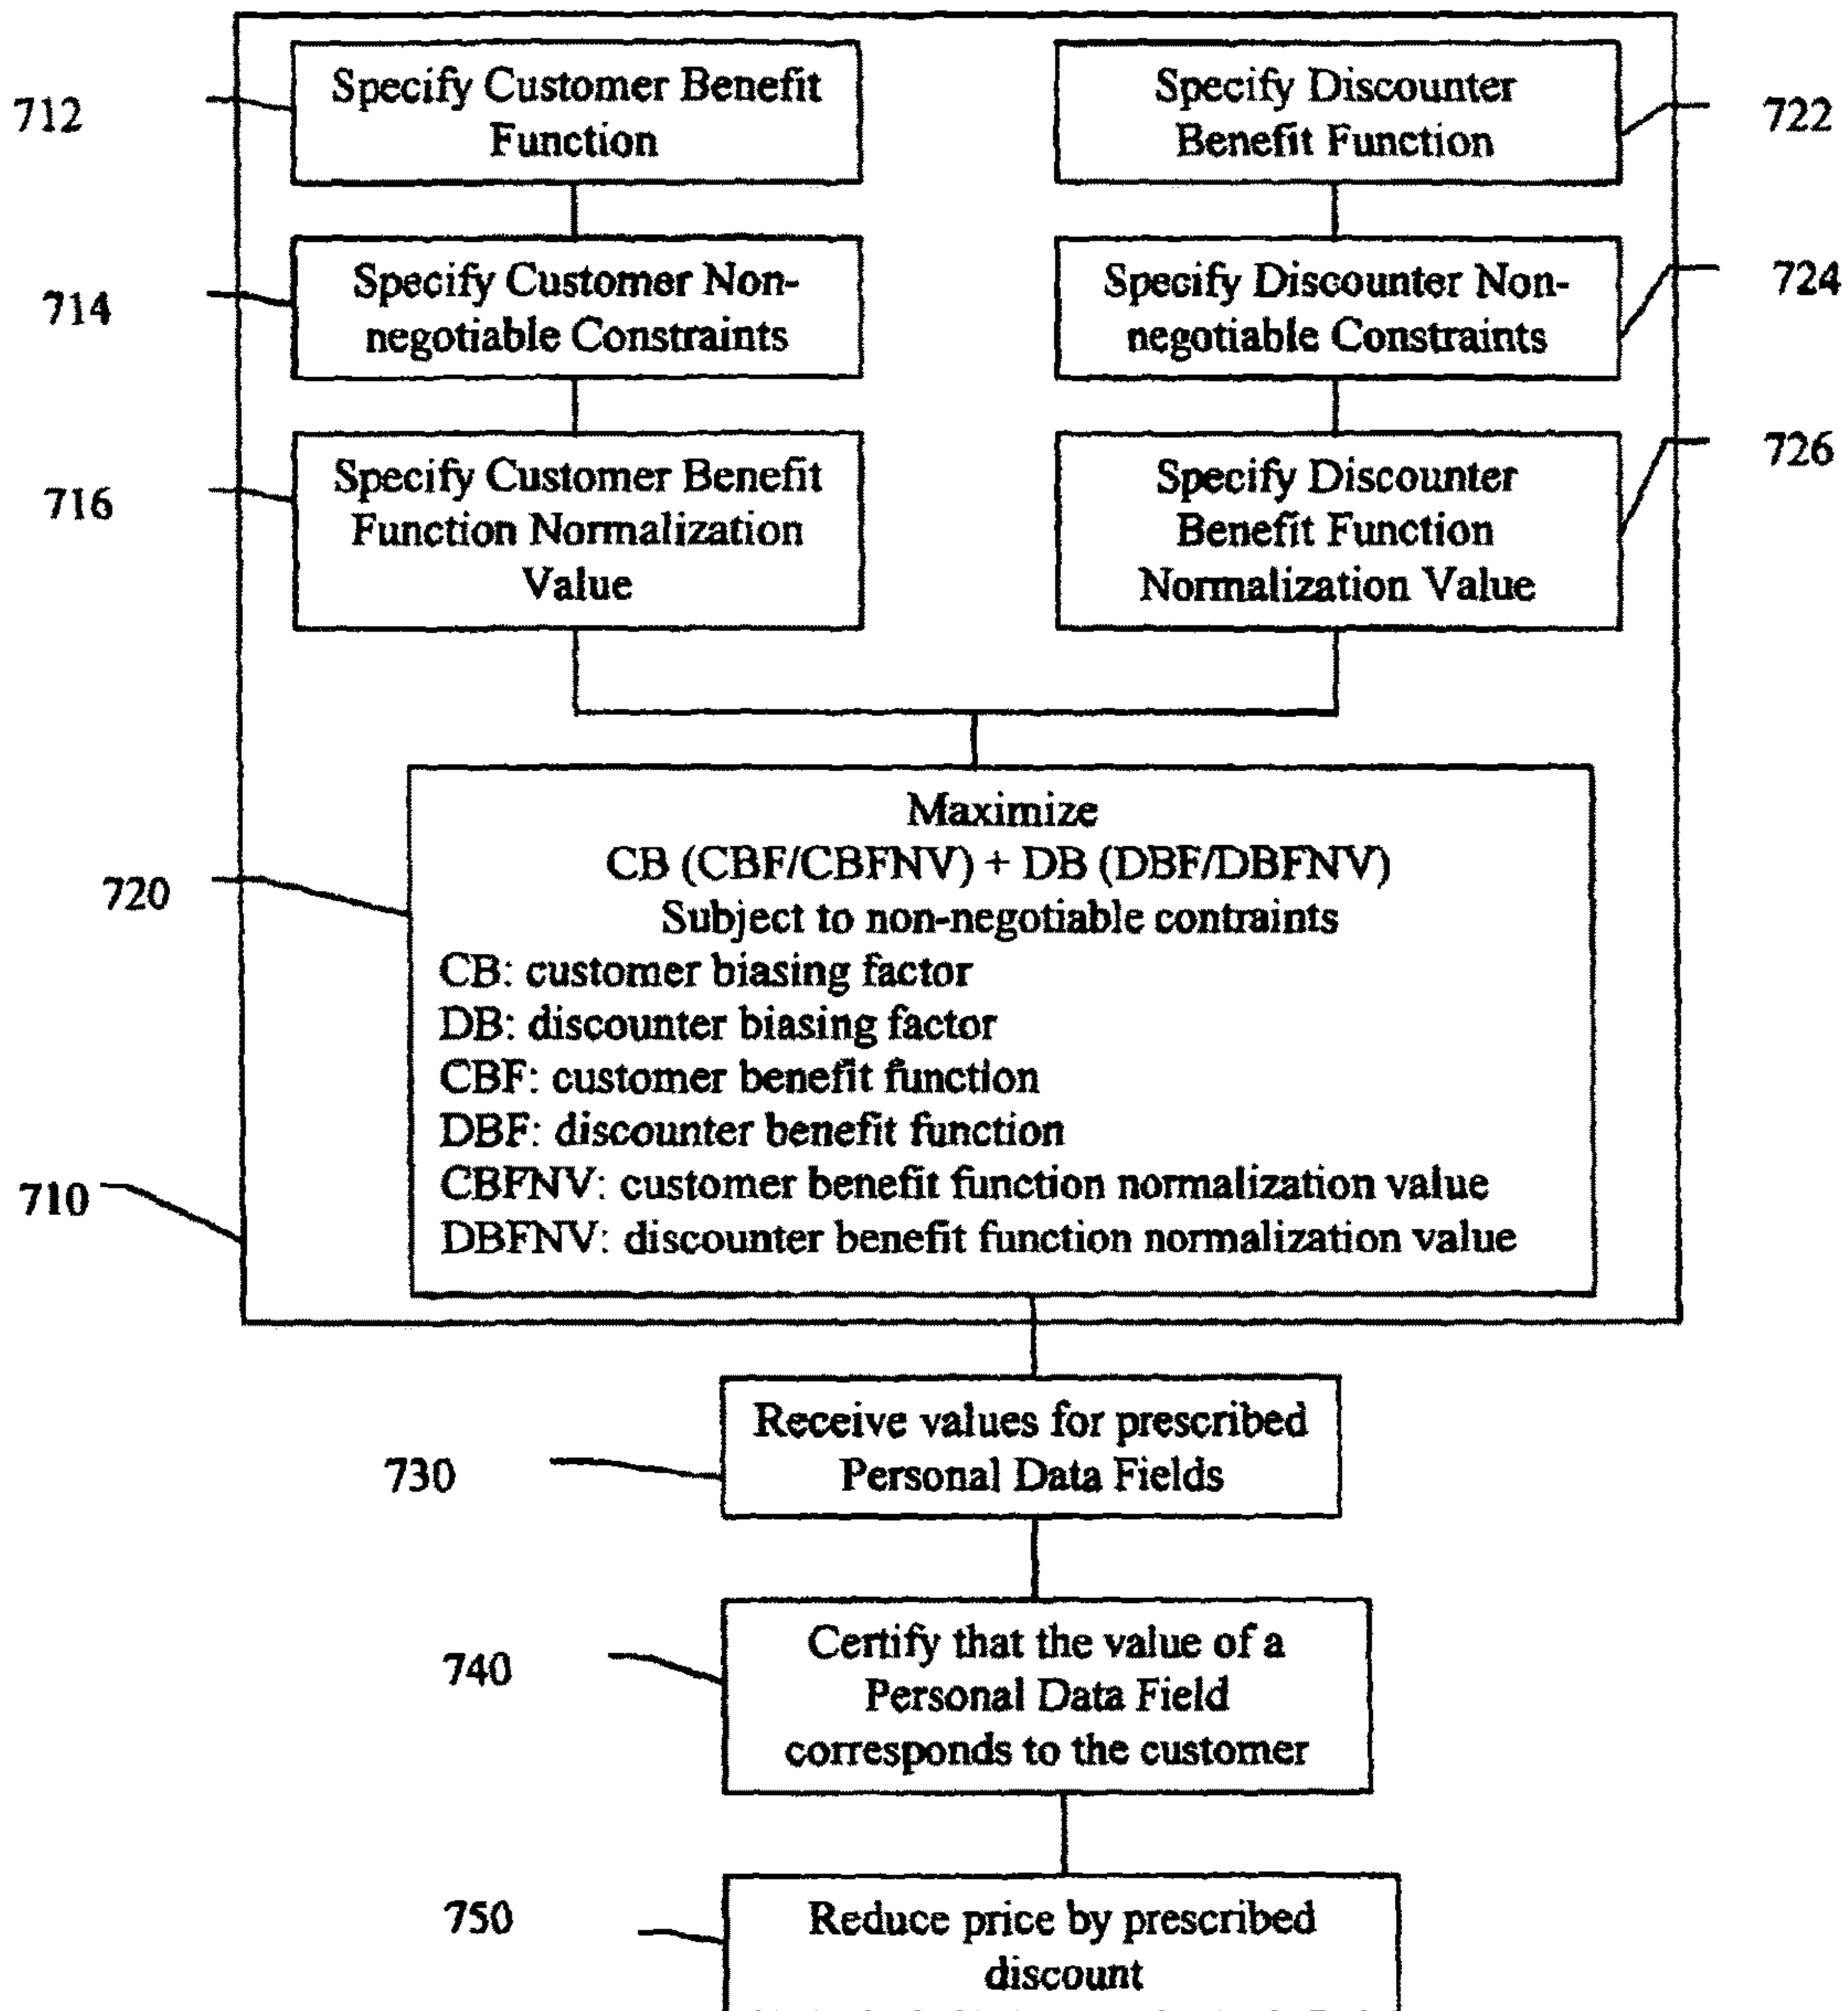 712
Specify Customer Benefit
Function
Specify Discounter
Benefit Function
722
714
Specify Customer Non-
negotiable Constraints
Specify Discounter Non-
negotiable Constraints
724
716
Specify Customer Benefit
Function Normalization
Value
Specify Discounter
Benefit Function
Normalization Value
726
720
Maximize
CB (CBF/CBFNV) + DB (DBF/DBFNV)
Subject to non-negotiable contraints
CB: customer biasing factor
DB: discounter biasing factor
CBF: customer benefit function
DBF: discounter benefit function
CBFNV: customer benefit function normalization value
DBFNV: discounter benefit function normalization value
710
Receive values for prescribed
Personal Data Fields
730
Certify that the value of a
Personal Data Field
corresponds to the customer
740
750
Reduce price by prescribed
discount